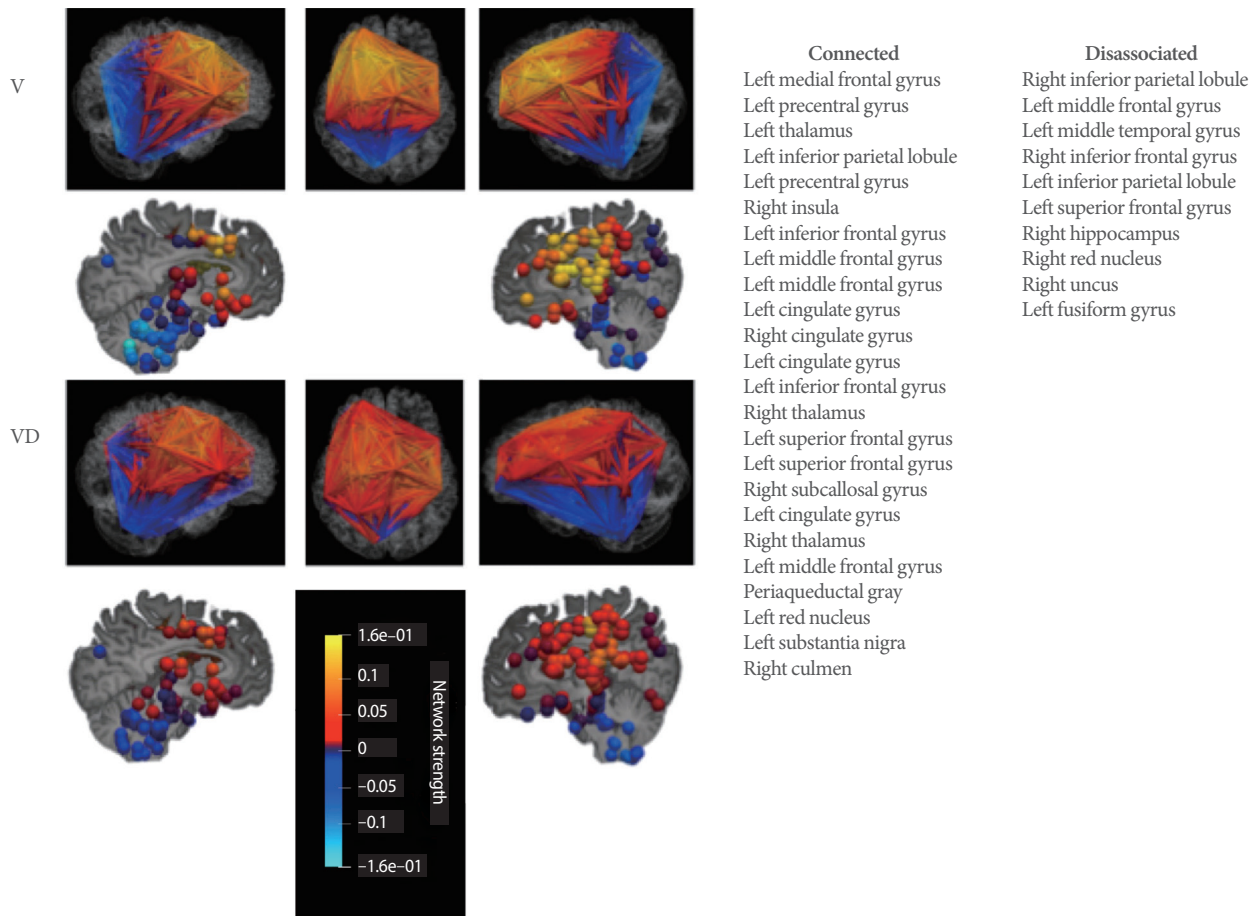 V
VD
1.6e–01
0.1
0.05
0
–0.05
–0.1
–1.6e–01
Network strength
Connected
Left medial frontal gyrus
Left precentral gyrus
Left thalamus
Left inferior parietal lobule
Left precentral gyrus
Right insula
Left inferior frontal gyrus
Left middle frontal gyrus
Left middle frontal gyrus
Left cingulate gyrus
Right cingulate gyrus
Left cingulate gyrus
Left inferior frontal gyrus
Right thalamus
Left superior frontal gyrus
Left superior frontal gyrus
Right subcallosal gyrus
Left cingulate gyrus
Right thalamus
Left middle frontal gyrus
Periaqueductal gray
Left red nucleus
Left substantia nigra
Right culmen
Disassociated
Right inferior parietal lobule
Left middle frontal gyrus
Left middle temporal gyrus
Right inferior frontal gyrus
Left inferior parietal lobule
Left superior frontal gyrus
Right hippocampus
Right red nucleus
Right uncus
Left fusiform gyrus